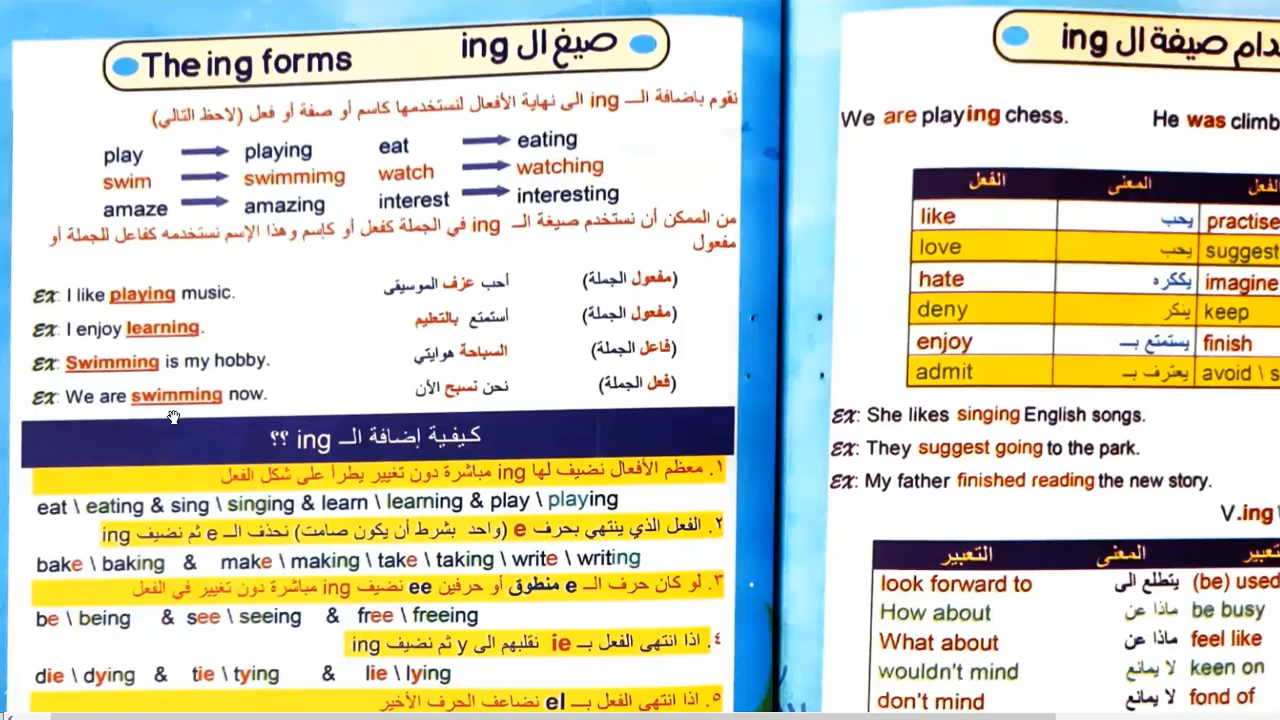 The ing forms صيغ ال ing
نقوم باضافة الـ ing الى نهاية الأفعال لنستخدمها كاسم أو صفة أو فعل (لاحظ التالي)
play playing eat eating
swim swimmimg watch watching
amaze amazing interest interesting
من الممكن أن نستخدم صيغة الـ ing في الجملة كفعل أو كاسم وهذا الإسم نستخدمه كفاعل للجملة أو
مفعول
Ex: I like playing music. أحب عزف الموسيقى (مفعول الجملة)
Ex: I enjoy learning. أستمتع بالتعليم (مفعول الجملة)
Ex: Swimming is my hobby. السباحة هوايتي (فاعل الجملة)
Ex: We are swimming now. نحن نسبح الآن (فعل الجملة)
كيفية إضافة الـ ing ؟؟
١. معظم الأفعال نضيف لها ing مباشرة دون تغيير يطرأ على شكل الفعل
eat \ eating & sing \ singing & learn \ learning & play \ playing
٢. الفعل الذي ينتهي بحرف e (واحد بشرط أن يكون صامت) نحذف الـ e ثم نضيف ing
bake \ baking & make \ making \ take \ taking \ write \ writing
٣. لو كان حرف الـ e منطوق أو حرفين ee نضيف ing مباشرة دون تغيير في الفعل
be \ being & see \ seeing & free \ freeing
٤. اذا انتهى الفعل بـ ie نقلبهم الى y ثم نضيف ing
die \ dying & tie \ tying & lie \ lying
٥. اذا انتهى الفعل بـ el نضاعف الحرف الأخير
دام صيغة ال ing
We are playing chess. He was climb
الفعل المعنى الفعل
like يحب practise
love يحب suggest
hate يككره imagine
deny ينكر keep
enjoy يستمتع بـ finish
admit يعترف بـ avoid \ s
Ex: She likes singing English songs.
Ex: They suggest going to the park.
Ex: My father finished reading the new story.
V.ing
التعبير المعنى تعبير
look forward to يتطلع الى (be) used
How about ماذا عن be busy
What about ماذا عن feel like
wouldn't mind لا يمانع keen on
don't mind لا يمانع fond of